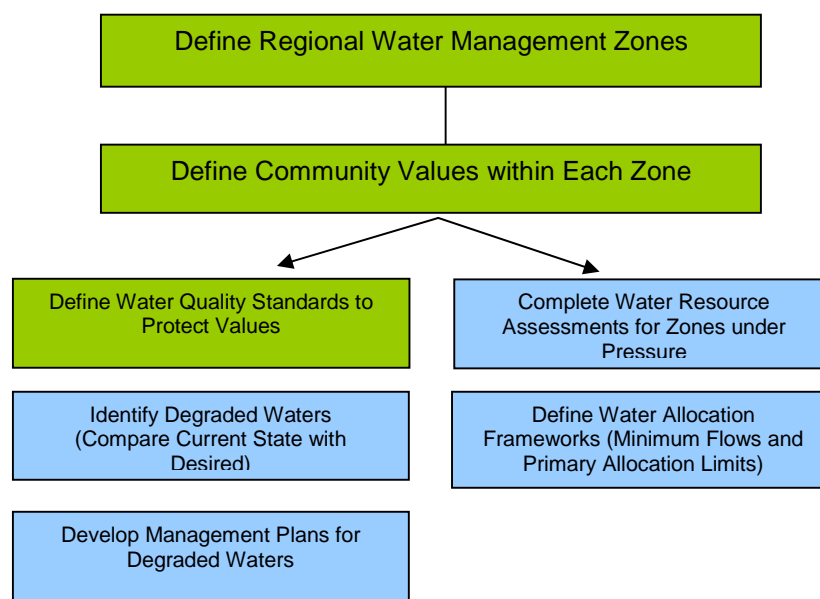 Define Regional Water Management Zones
Define Community Values within Each Zone
Define Water Quality Standards to
Protect Values
Complete Water Resource
Assessments for Zones under
Pressure
Identify Degraded Waters
(Compare Current State with
Desired)
Define Water Allocation
Frameworks (Minimum Flows and
Primary Allocation Limits)
Develop Management Plans for
Degraded Waters